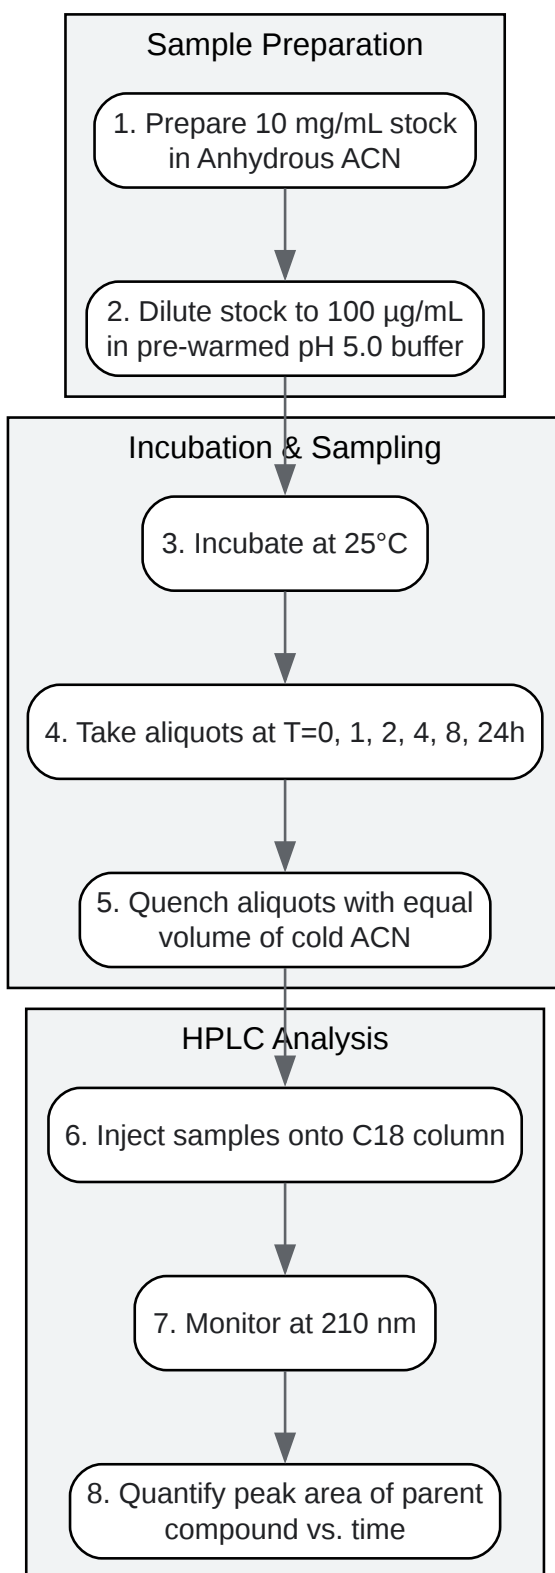 Sample Preparation
1. Prepare 10 mg/mL stock
in Anhydrous ACN
2. Dilute stock to 100 µg/mL
in pre-warmed pH 5.0 buffer
Incubation & Sampling
3. Incubate at 25°C
4. Take aliquots at T=0, 1, 2, 4, 8, 24h
5. Quench aliquots with equal
volume of cold ACN
HPLC Analysis
6. Inject samples onto C18 column
7. Monitor at 210 nm
8. Quantify peak area of parent
compound vs. time